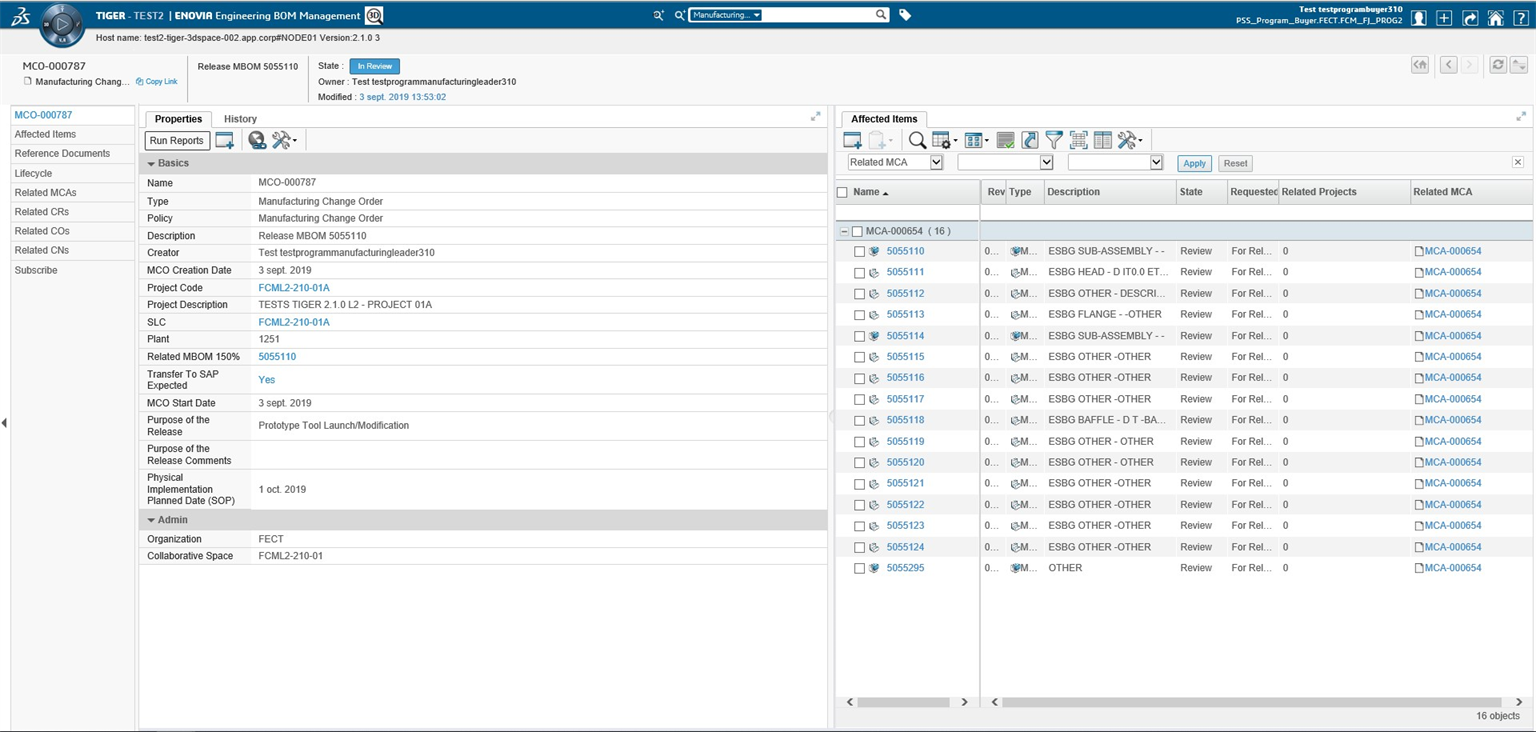 TIGER - TEST2 | ENOVIA Engineering BOM Management 3D
Manufacturing...
Test testprogrambuyer310
PSS_Program_Buyer.FECT.FCM_FJ_PROG2
Host name: test2-tiger-3dspace-002.app.corp#NODE01 Version:2.1.0 3
MCO-000787
Manufacturing Chang... Copy Link
Release MBOM 5055110
State : In Review
Owner : Test testprogrammanufacturingleader310
Modified : 3 sept. 2019 13:53:02
MCO-000787
Affected Items
Reference Documents
Lifecycle
Related MCAs
Related CRs
Related COs
Related CNs
Subscribe
Properties History
Run Reports
Basics
Name MCO-000787
Type Manufacturing Change Order
Policy Manufacturing Change Order
Description Release MBOM 5055110
Creator Test testprogrammanufacturingleader310
MCO Creation Date 3 sept. 2019
Project Code FCML2-210-01A
Project Description TESTS TIGER 2.1.0 L2 - PROJECT 01A
SLC FCML2-210-01A
Plant 1251
Related MBOM 150% 5055110
Transfer To SAP
Expected Yes
MCO Start Date 3 sept. 2019
Purpose of the
Release Prototype Tool Launch/Modification
Purpose of the
Release Comments
Physical
Implementation
Planned Date (SOP) 1 oct. 2019
Admin
Organization FECT
Collaborative Space FCML2-210-01
Affected Items
Related MCA Apply Reset
Name Rev Type Description State Requested Related Projects Related MCA
MCA-000654 ( 16 )
5055110 0... M... ESBG SUB-ASSEMBLY - - Review For Rel... 0 MCA-000654
5055111 0... M... ESBG HEAD - D IT0.0 ET... Review For Rel... 0 MCA-000654
5055112 0... M... ESBG OTHER - DESCRI... Review For Rel... 0 MCA-000654
5055113 0... M... ESBG FLANGE - -OTHER Review For Rel... 0 MCA-000654
5055114 0... M... ESBG SUB-ASSEMBLY - - Review For Rel... 0 MCA-000654
5055115 0... M... ESBG OTHER -OTHER Review For Rel... 0 MCA-000654
5055116 0... M... ESBG OTHER -OTHER Review For Rel... 0 MCA-000654
5055117 0... M... ESBG OTHER -OTHER Review For Rel... 0 MCA-000654
5055118 0... M... ESBG BAFFLE - D T -BA... Review For Rel... 0 MCA-000654
5055119 0... M... ESBG OTHER - OTHER Review For Rel... 0 MCA-000654
5055120 0... M... ESBG OTHER - OTHER Review For Rel... 0 MCA-000654
5055121 0... M... ESBG OTHER -OTHER Review For Rel... 0 MCA-000654
5055122 0... M... ESBG OTHER -OTHER Review For Rel... 0 MCA-000654
5055123 0... M... ESBG OTHER -OTHER Review For Rel... 0 MCA-000654
5055124 0... M... ESBG OTHER -OTHER Review For Rel... 0 MCA-000654
5055295 0... M... OTHER Review For Rel... 0 MCA-000654
16 objects